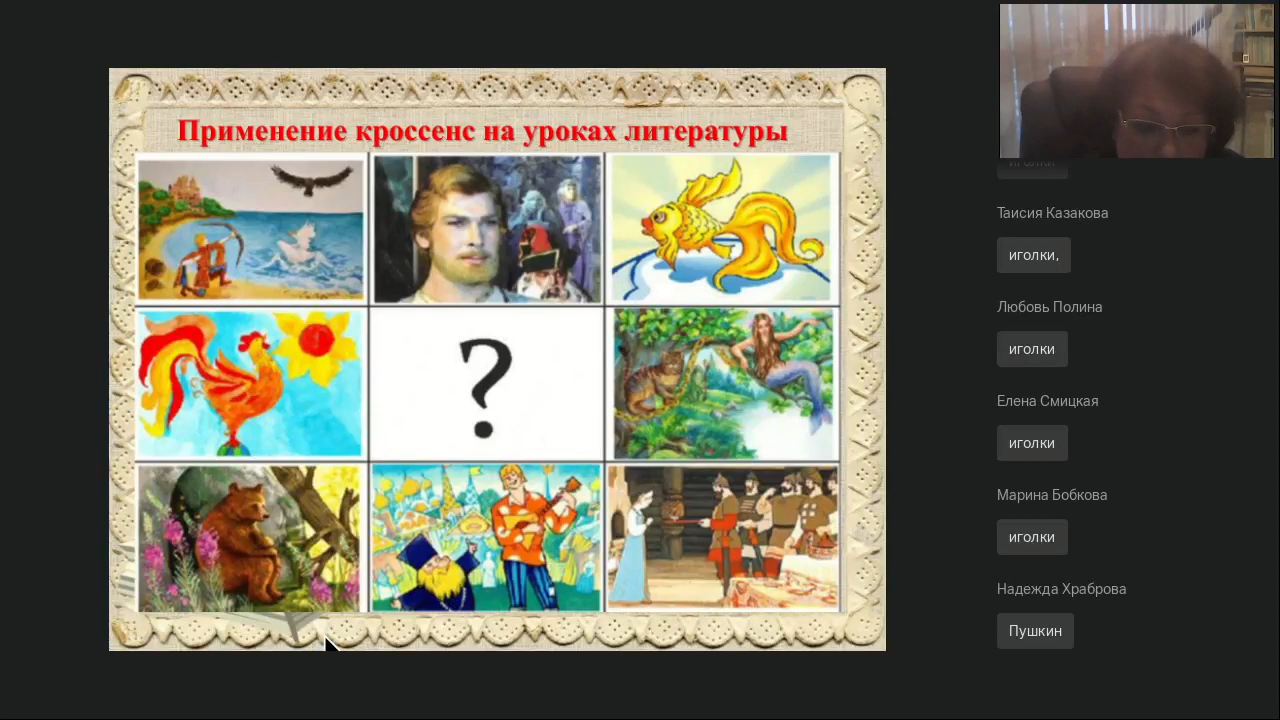 Применение кроссенс на уроках литературы
?
иголки
Таисия Казакова
иголки,
Любовь Полина
иголки
Елена Смицкая
иголки
Марина Бобкова
иголки
Надежда Храброва
Пушкин